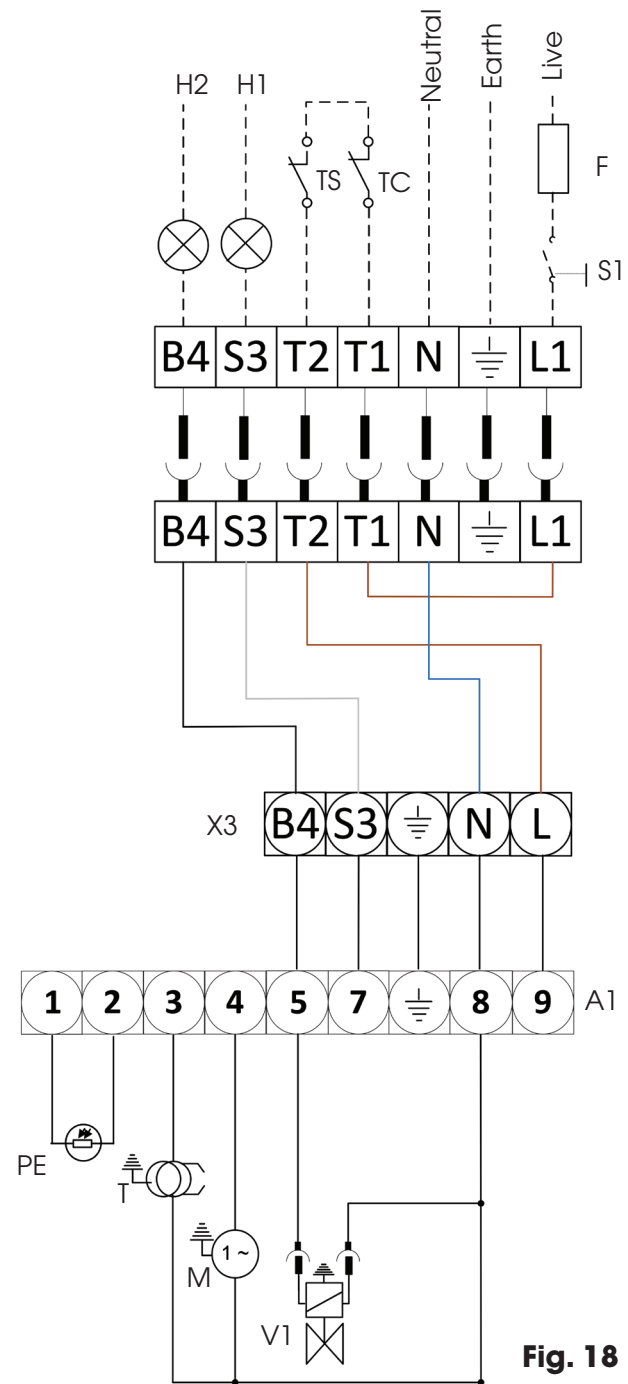 Neutral
Earth
Live
H2 H1
F
TS TC
S1
B4 S3 T2 T1 N L1
B4 S3 T2 T1 N L1
X3 B4 S3 N L
1 2 3 4 5 7 8 9 A1
PE
T
1 ~
M
V1
Fig. 18